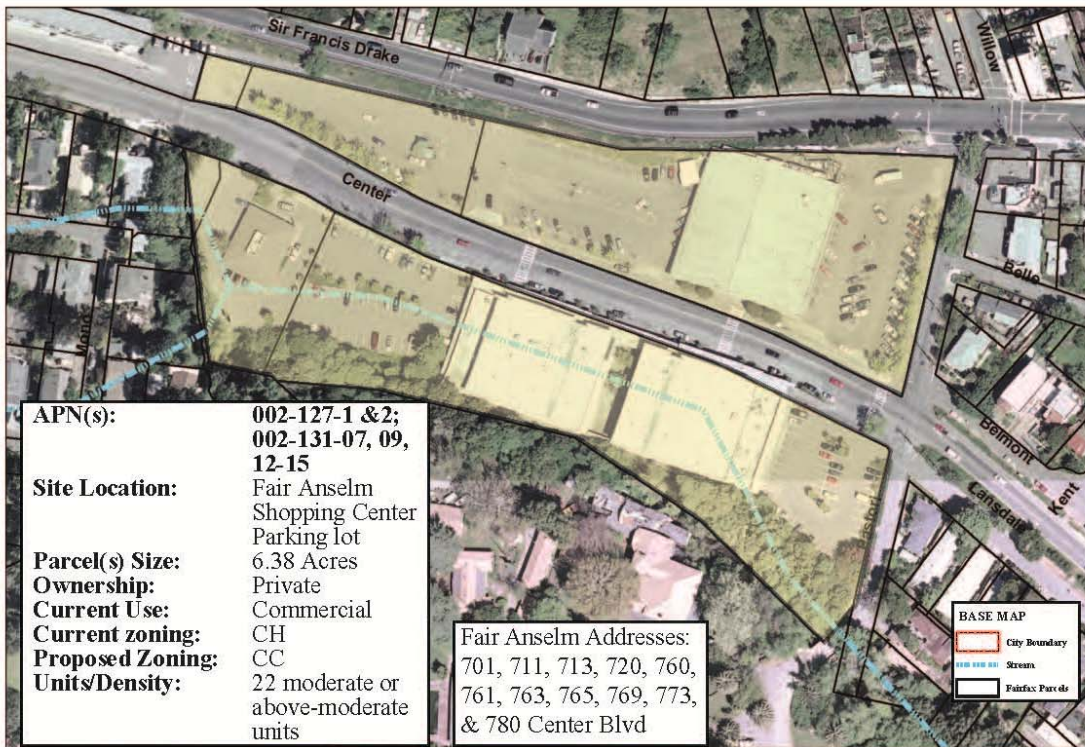 Sir Francis Drake
Willow
Center
Mono
Belle
Belmont
Kent
Lansdale
APN(s): 002-127-1 &2;
002-131-07, 09,
12-15
Site Location: Fair Anselm
Shopping Center
Parking lot
Parcel(s) Size: 6.38 Acres
Ownership: Private
Current Use: Commercial
Current zoning: CH
Proposed Zoning: CC
Units/Density: 22 moderate or
above-moderate
units
Fair Anselm Addresses:
701, 711, 713, 720, 760,
761, 763, 765, 769, 773,
& 780 Center Blvd
BASE MAP
City Boundary
Stream
Fairfax Parcels